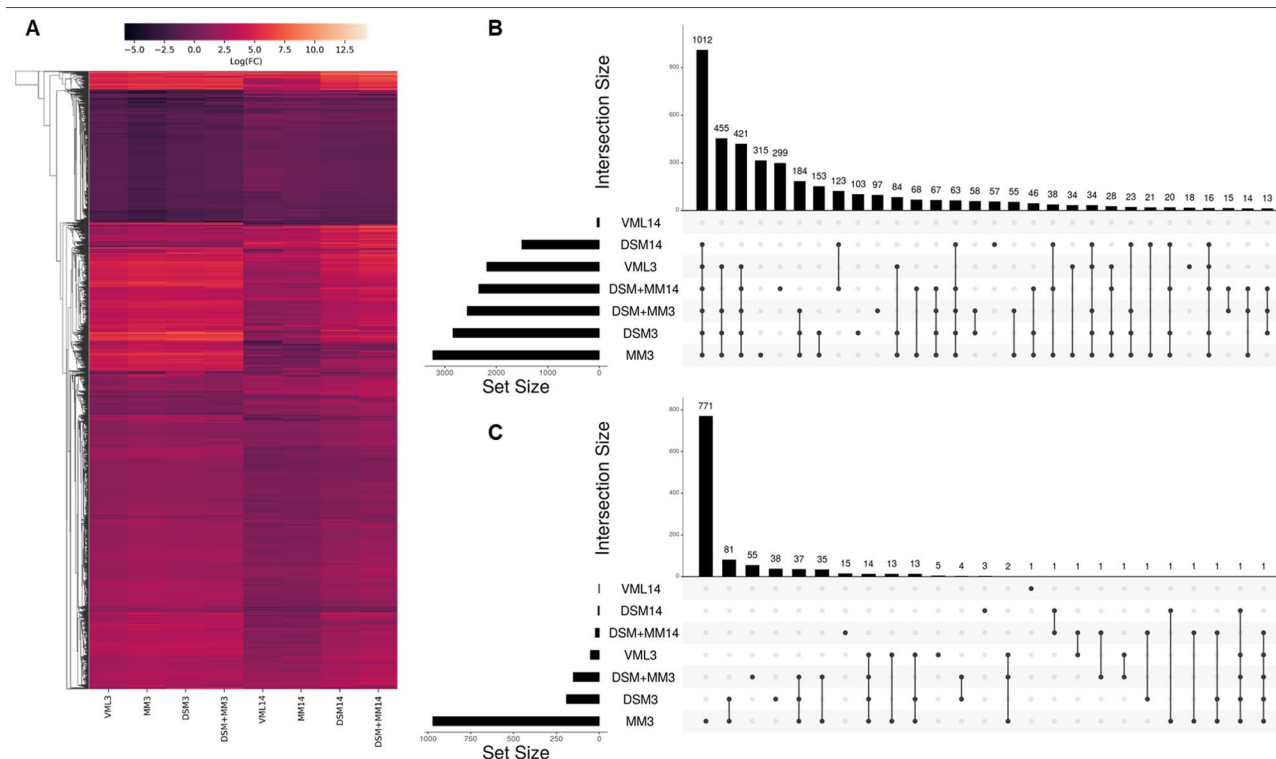 A
−5.0 −2.5 0.0 2.5 5.0 7.5 10.0 12.5
Log(FC)
VML3 MM3 DSM3 DSM+MM3 VML14 MM14 DSM14 DSM+MM14
B
Intersection Size
900
600
300
0
1012 455 421 315 299 184 153 123 103 97 84 68 67 63 58 57 55 46 38 34 34 28 23 21 20 18 16 15 14 13
VML14
DSM14
VML3
DSM+MM14
DSM+MM3
DSM3
MM3
3000 2000 1000 0
Set Size
C
Intersection Size
800
600
400
200
0
771 81 55 38 37 35 15 14 13 13 5 4 3 2 1 1 1 1 1 1 1 1 1 1 1
VML14
DSM14
DSM+MM14
VML3
DSM+MM3
DSM3
MM3
1000 750 500 250 0
Set Size